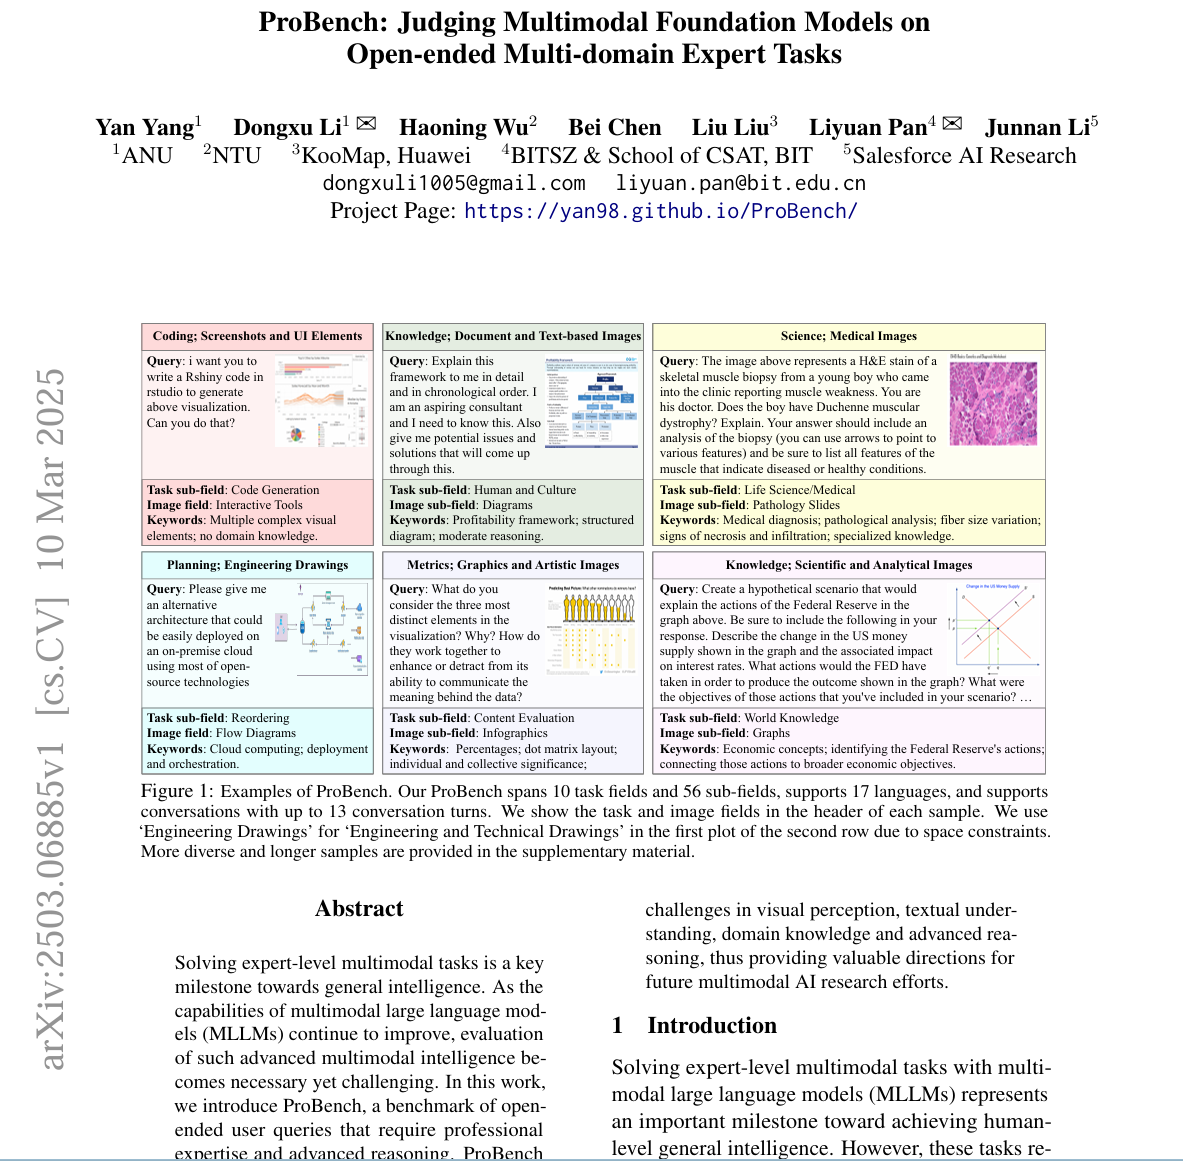 ProBench: Judging Multimodal Foundation Models on
Open-ended Multi-domain Expert Tasks
Yan Yang1 Dongxu Li1 ✉ Haoning Wu2 Bei Chen Liu Liu3 Liyuan Pan4 ✉ Junnan Li5
1ANU 2NTU 3KooMap, Huawei 4BITSZ & School of CSAT, BIT 5Salesforce AI Research
dongxuli1005@gmail.com liyuan.pan@bit.edu.cn
Project Page: https://yan98.github.io/ProBench/
arXiv:2503.06885v1 [cs.CV] 10 Mar 2025
Coding; Screenshots and UI Elements
Query: i want you to
write a Rshiny code in
rstudio to generate
above visualization.
Can you do that?
Task sub-field: Code Generation
Image field: Interactive Tools
Keywords: Multiple complex visual
elements; no domain knowledge.
Knowledge; Document and Text-based Images
Query: Explain this
framework to me in detail
and in chronological order. I
am an aspiring consultant
and I need to know this. Also
give me potential issues and
solutions that will come up
through this.
Task sub-field: Human and Culture
Image sub-field: Diagrams
Keywords: Profitability framework; structured
diagram; moderate reasoning.
Science; Medical Images
Query: The image above represents a H&E stain of a
skeletal muscle biopsy from a young boy who came
into the clinic reporting muscle weakness. You are
his doctor. Does the boy have Duchenne muscular
dystrophy? Explain. Your answer should include an
analysis of the biopsy (you can use arrows to point to
various features) and be sure to list all features of the
muscle that indicate diseased or healthy conditions.
Task sub-field: Life Science/Medical
Image sub-field: Pathology Slides
Keywords: Medical diagnosis; pathological analysis; fiber size variation;
signs of necrosis and infiltration; specialized knowledge.
Planning; Engineering Drawings
Query: Please give me
an alternative
architecture that could
be easily deployed on
an on-premise cloud
using most of open-
source technologies
Task sub-field: Reordering
Image field: Flow Diagrams
Keywords: Cloud computing; deployment
and orchestration.
Metrics; Graphics and Artistic Images
Query: What do you
consider the three most
distinct elements in the
visualization? Why? How do
they work together to
enhance or detract from its
ability to communicate the
meaning behind the data?
Task sub-field: Content Evaluation
Image sub-field: Infographics
Keywords: Percentages; dot matrix layout;
individual and collective significance;
Knowledge; Scientific and Analytical Images
Query: Create a hypothetical scenario that would
explain the actions of the Federal Reserve in the
graph above. Be sure to include the following in your
response. Describe the change in the US money
supply shown in the graph and the associated impact
on interest rates. What actions would the FED have
taken in order to produce the outcome shown in the graph? What were
the objectives of those actions that you've included in your scenario? …
Change in the US Money Supply
Task sub-field: World Knowledge
Image sub-field: Graphs
Keywords: Economic concepts; identifying the Federal Reserve's actions;
connecting those actions to broader economic objectives.
Figure 1: Examples of ProBench. Our ProBench spans 10 task fields and 56 sub-fields, supports 17 languages, and supports
conversations with up to 13 conversation turns. We show the task and image fields in the header of each sample. We use
‘Engineering Drawings’ for ‘Engineering and Technical Drawings’ in the first plot of the second row due to space constraints.
More diverse and longer samples are provided in the supplementary material.
Abstract
Solving expert-level multimodal tasks is a key
milestone towards general intelligence. As the
capabilities of multimodal large language mod-
els (MLLMs) continue to improve, evaluation
of such advanced multimodal intelligence be-
comes necessary yet challenging. In this work,
we introduce ProBench, a benchmark of open-
ended user queries that require professional
expertise and advanced reasoning. ProBench
challenges in visual perception, textual under-
standing, domain knowledge and advanced rea-
soning, thus providing valuable directions for
future multimodal AI research efforts.
1 Introduction
Solving expert-level multimodal tasks with multi-
modal large language models (MLLMs) represents
an important milestone toward achieving human-
level general intelligence. However, these tasks re-